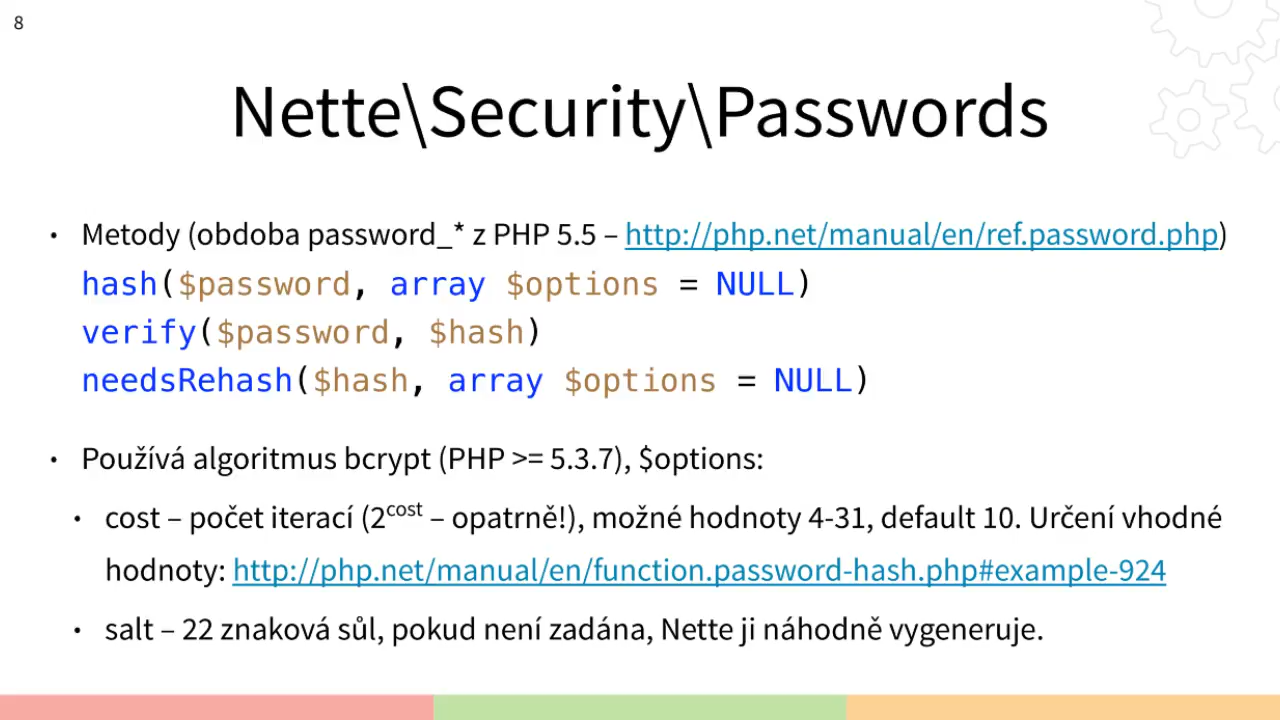 8
Nette\Security\Passwords
• Metody (obdoba password_* z PHP 5.5 – http://php.net/manual/en/ref.password.php)
hash($password, array $options = NULL)
verify($password, $hash)
needsRehash($hash, array $options = NULL)
• Používá algoritmus bcrypt (PHP >= 5.3.7), $options:
• cost – počet iterací (2^cost – opatrně!), možné hodnoty 4-31, default 10. Určení vhodné
hodnoty: http://php.net/manual/en/function.password-hash.php#example-924
• salt – 22 znaková sůl, pokud není zadána, Nette ji náhodně vygeneruje.